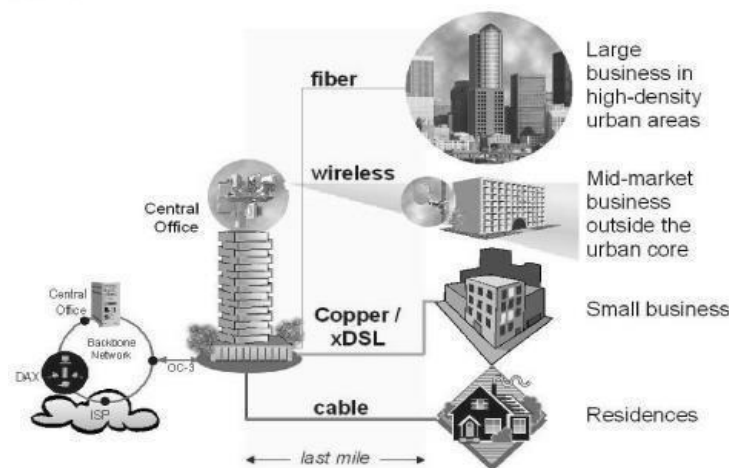 fiber
Large
business in
high-density
urban areas
wireless
Central
Office
Mid-market
business
outside the
urban core
Central
Office
Backbone
Network
DAX
ISP
OC-3
Copper /
xDSL
Small business
cable
Residences
last mile